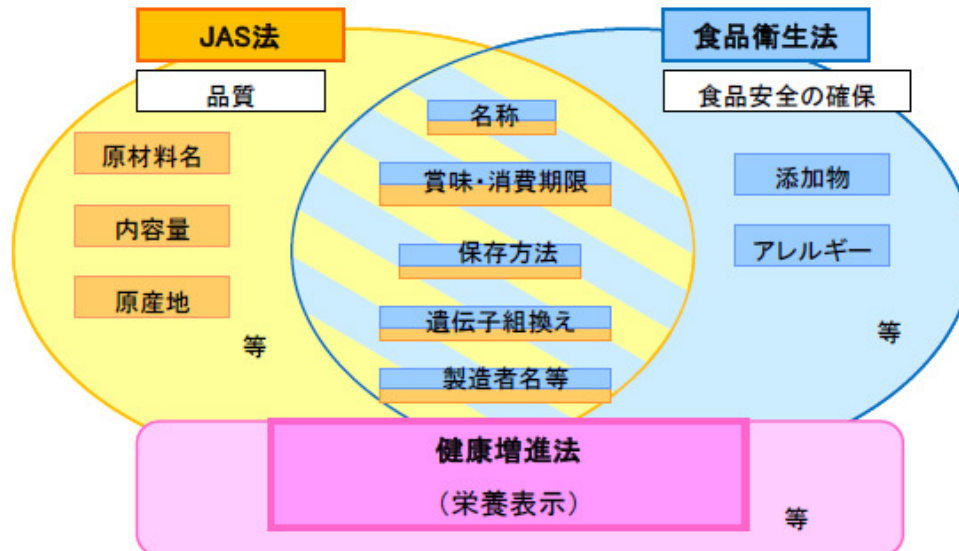 JAS法
品質
原材料名
内容量
原産地
等
名称
賞味・消費期限
保存方法
遺伝子組換え
製造者名等
食品衛生法
食品安全の確保
添加物
アレルギー
等
健康増進法
（栄養表示）
等